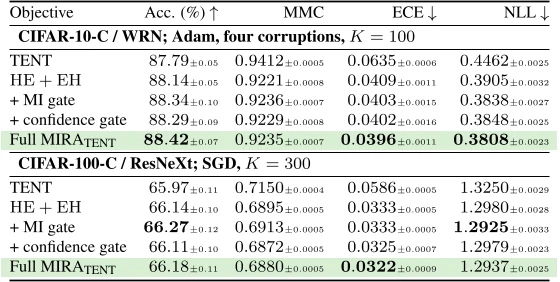 Objective Acc. (%) ↑ MMC ECE ↓ NLL ↓
CIFAR-10-C / WRN; Adam, four corruptions, K = 100
TENT 87.79±0.05 0.9412±0.0005 0.0635±0.0006 0.4462±0.0025
HE + EH 88.14±0.05 0.9221±0.0008 0.0409±0.0011 0.3905±0.0032
+ MI gate 88.34±0.10 0.9236±0.0007 0.0403±0.0015 0.3838±0.0027
+ confidence gate 88.29±0.09 0.9229±0.0008 0.0402±0.0016 0.3848±0.0025
Full MIRA_TENT 88.42±0.07 0.9235±0.0007 0.0396±0.0011 0.3808±0.0023
CIFAR-100-C / ResNeXt; SGD, K = 300
TENT 65.97±0.11 0.7150±0.0004 0.0586±0.0005 1.3250±0.0029
HE + EH 66.14±0.10 0.6895±0.0005 0.0333±0.0005 1.2980±0.0028
+ MI gate 66.27±0.12 0.6913±0.0005 0.0333±0.0005 1.2925±0.0033
+ confidence gate 66.11±0.10 0.6872±0.0005 0.0325±0.0007 1.2979±0.0023
Full MIRA_TENT 66.18±0.11 0.6880±0.0005 0.0322±0.0009 1.2937±0.0025